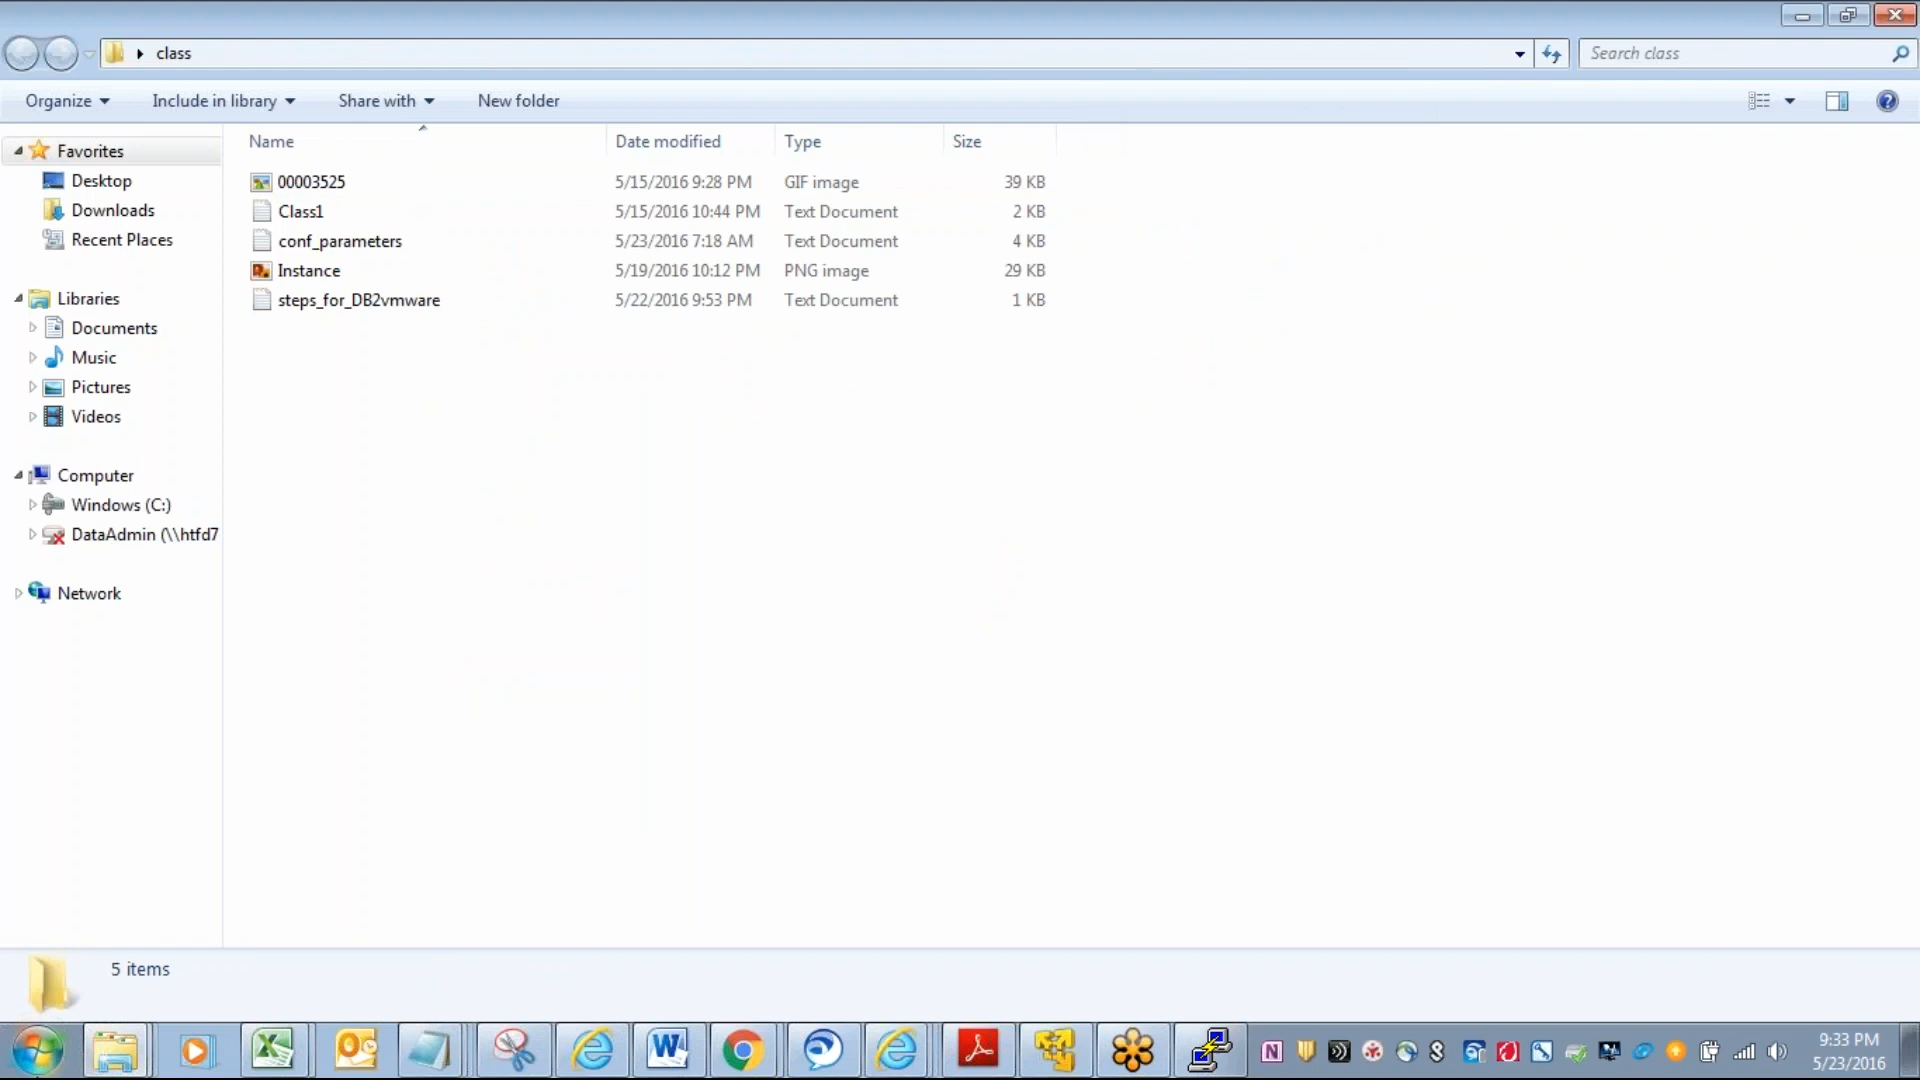 class
Search class
Organize Include in library Share with New folder
Name Date modified Type Size
Favorites
Desktop
Downloads
Recent Places
Libraries
Documents
Music
Pictures
Videos
Computer
Windows (C:)
DataAdmin (\\htfd7
Network
00003525 5/15/2016 9:28 PM GIF image 39 KB
Class1 5/15/2016 10:44 PM Text Document 2 KB
conf_parameters 5/23/2016 7:18 AM Text Document 4 KB
Instance 5/19/2016 10:12 PM PNG image 29 KB
steps_for_DB2vmware 5/22/2016 9:53 PM Text Document 1 KB
5 items
9:33 PM
5/23/2016